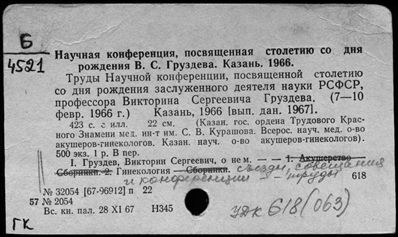 Б
4521
Научная конференция, посвященная столетию со дня
рождения В. С. Груздева. Казань. 1966.
Труды Научной конференции, посвященной столетию
со дня рождения заслуженного деятеля науки РСФСР,
профессора Викторина Сергеевича Груздева. (7—10
февр. 1966 г.) Казань, 1966 [вып. дан. 1967].
423 с. с илл. 22 см. (Казан. гос. ордена Трудового Крас-
ного Знамени мед. ин-т им. С. В. Курашова. Всерос. науч. мед. о-во
акушеров-гинекологов. Казан. науч. о-во акушеров-гинекологов).
500 экз. 1 р. В пер.
I. Груздев, Викторин Сергеевич, о нем. — — 1. Акушерство —
Сборники. 2. Гинекология — Сборники. съезды, совещания
и конференции труды 618
№ 32054 [67-96912] п 22
57 № 2054
Вс. кн. пал. 28 XI 67 Н345
ГК
УДК 618(063)